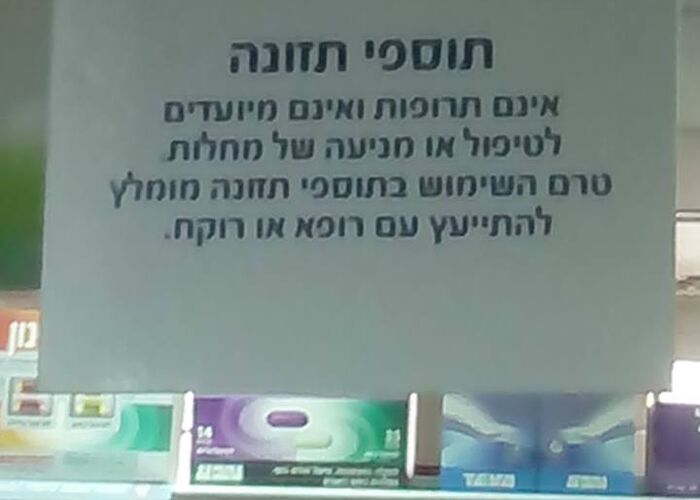 תוספי תזונה
אינם תרופות ואינם מיועדים
לטיפול או מניעה של מחלות.
טרם השימוש בתוספי תזונה מומלץ
להתייעץ עם רופא או רוקח.
14